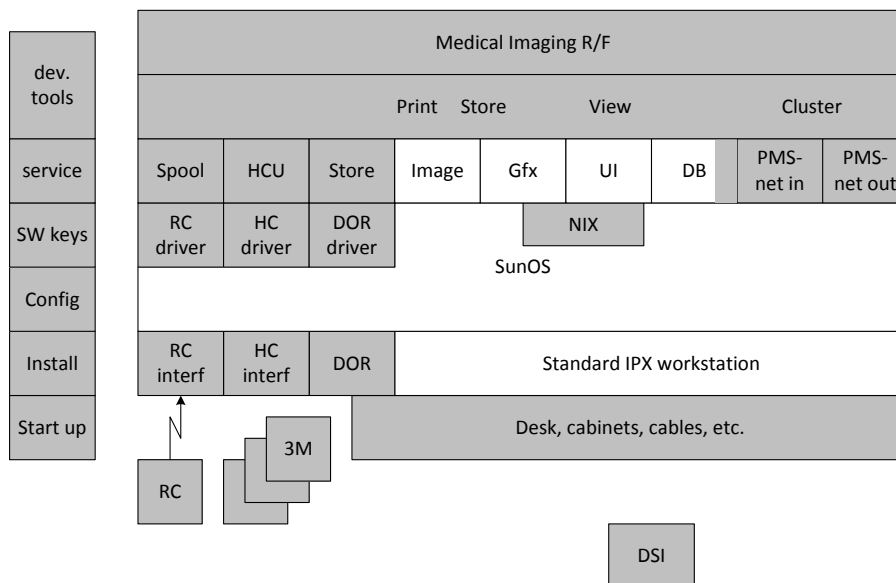 Medical Imaging R/F
dev.
tools
Print Store View Cluster
service Spool HCU Store Image Gfx UI DB PMS-
net in PMS-
net out
SW keys RC
driver HC
driver DOR
driver NIX
SunOS
Config
Install RC
interf HC
interf DOR Standard IPX workstation
Start up Desk, cabinets, cables, etc.
3M
RC
DSI